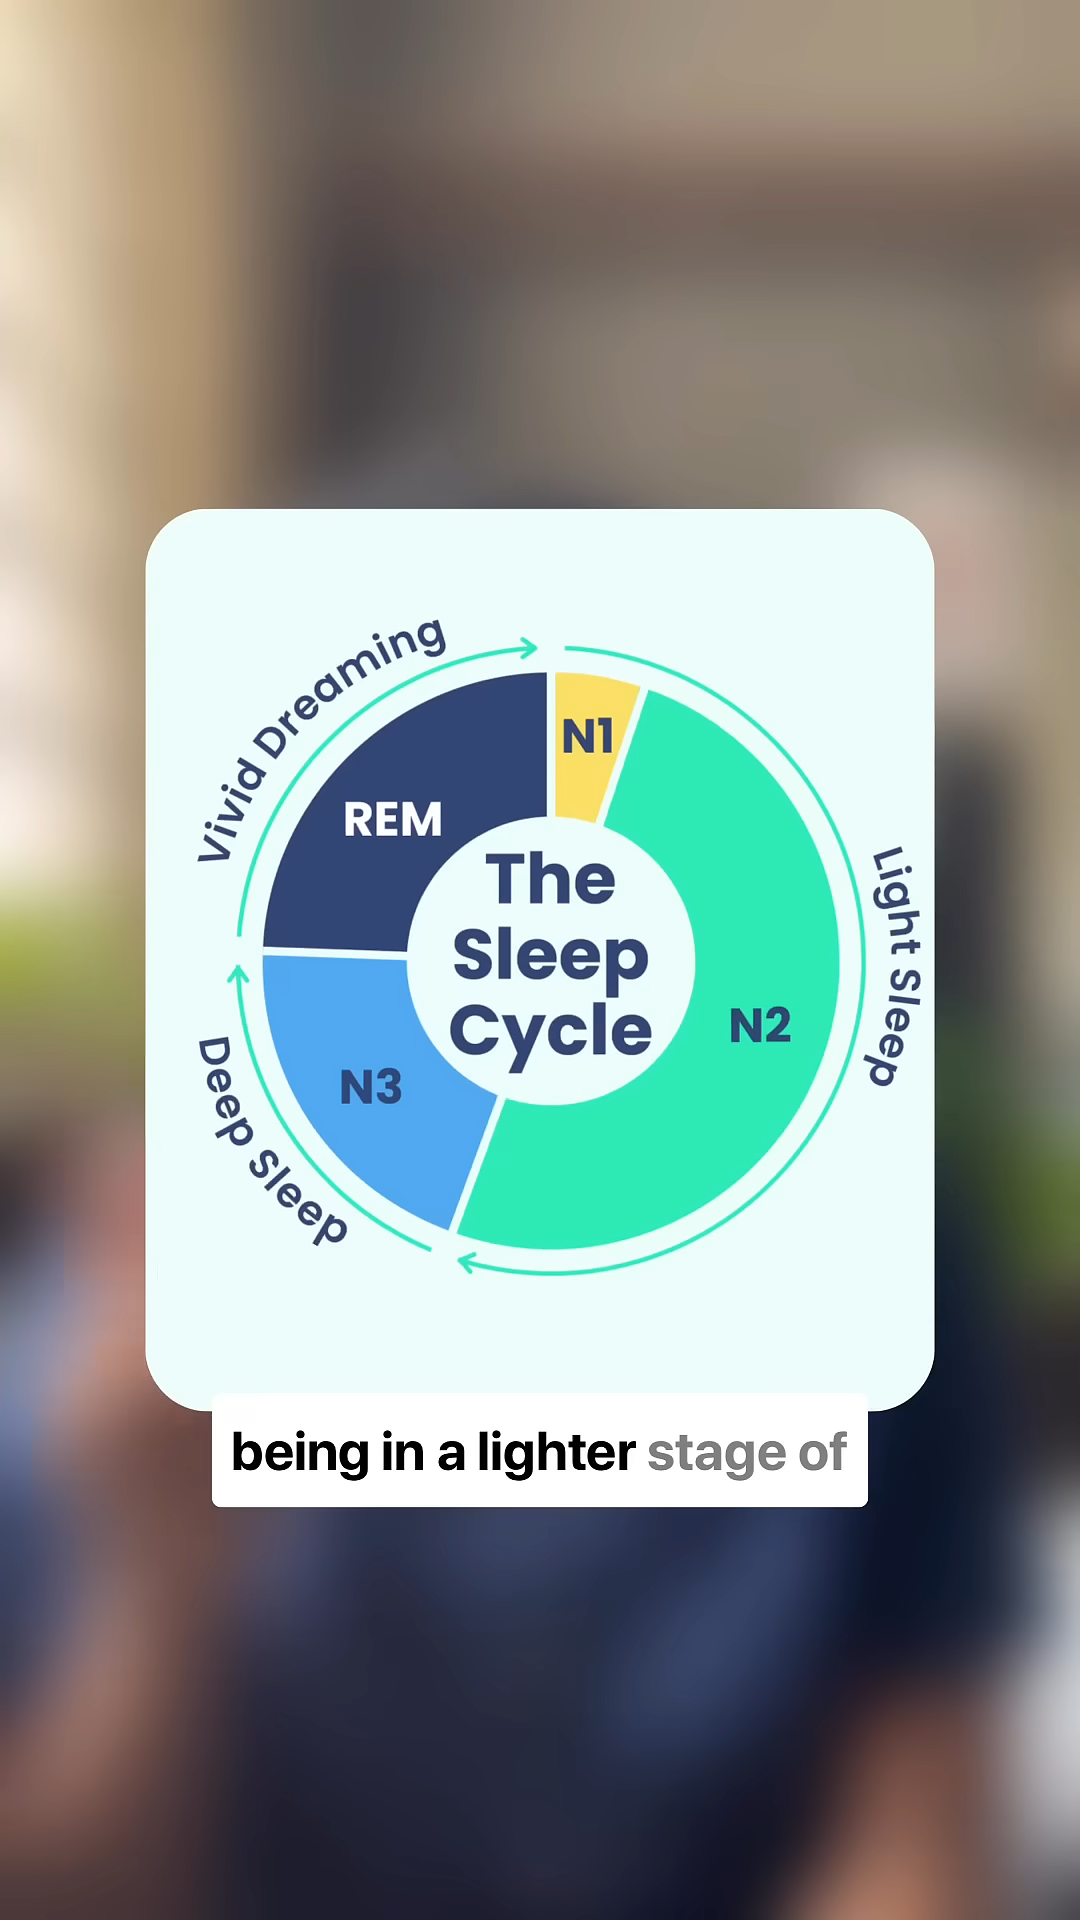 Vivid Dreaming
N1
REM
The
Sleep
Cycle
Light Sleep
N2
N3
Deep Sleep
being in a lighter stage of